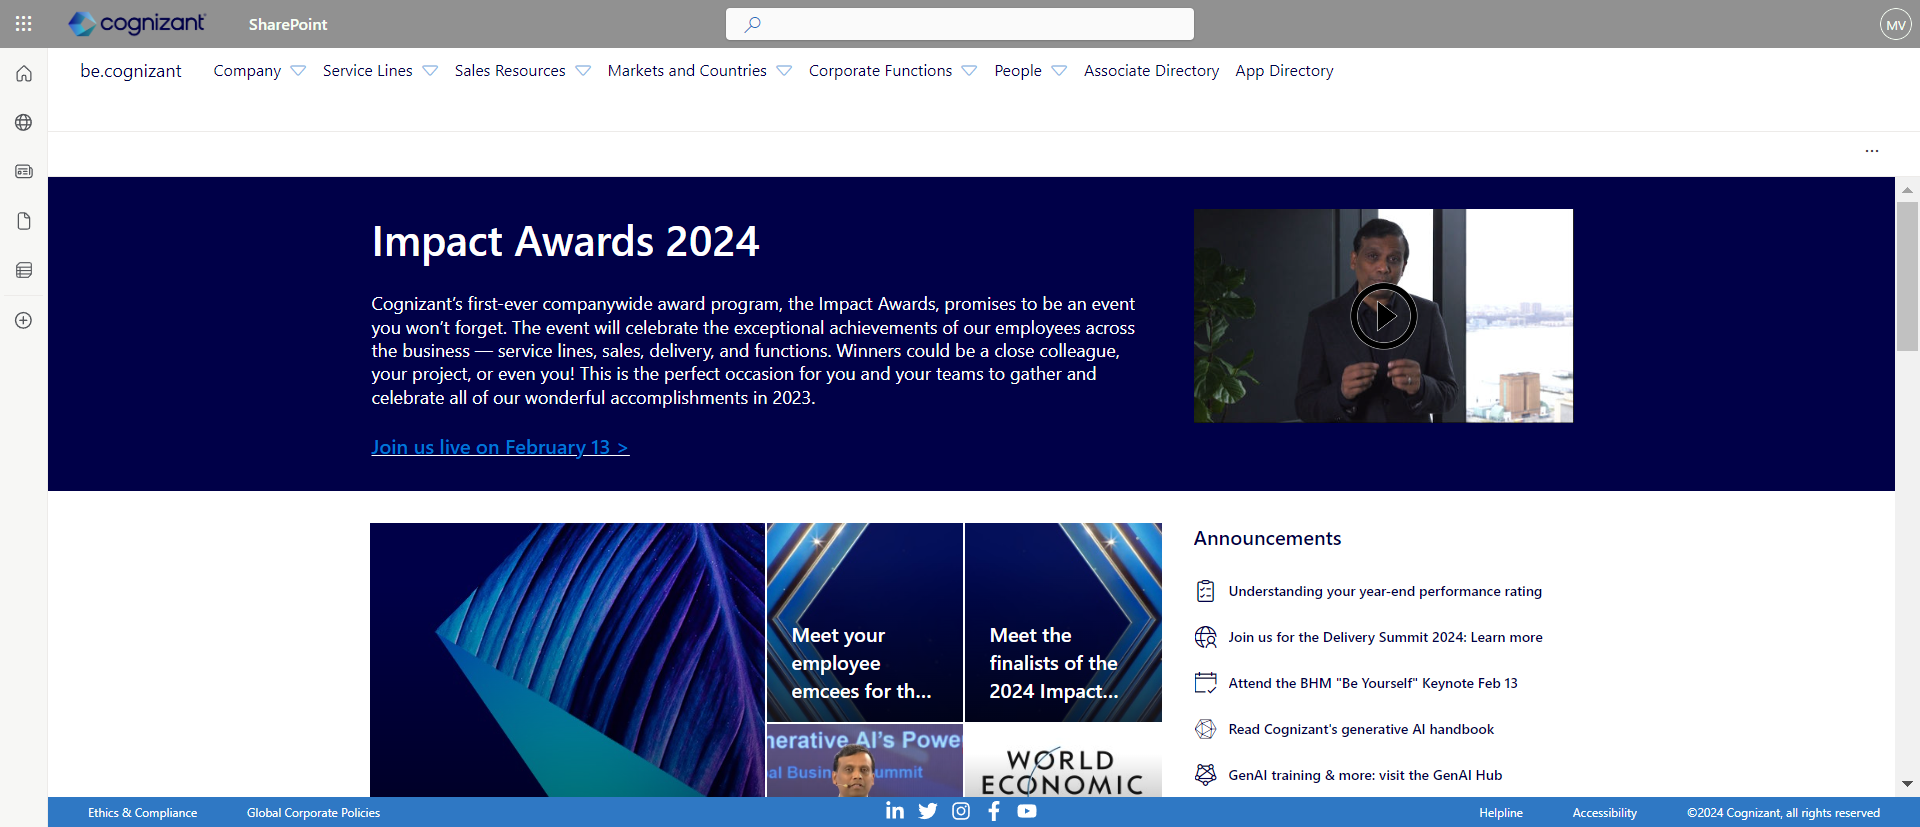 cognizant
SharePoint
MV
be.cognizant
Company
Service Lines
Sales Resources
Markets and Countries
Corporate Functions
People
Associate Directory
App Directory
...
Impact Awards 2024
Cognizant’s first-ever companywide award program, the Impact Awards, promises to be an event
you won’t forget. The event will celebrate the exceptional achievements of our employees across
the business — service lines, sales, delivery, and functions. Winners could be a close colleague,
your project, or even you! This is the perfect occasion for you and your teams to gather and
celebrate all of our wonderful accomplishments in 2023.
Join us live on February 13 >
Meet your
employee
emcees for th...
Meet the
finalists of the
2024 Impact...
nerative AI’s Power
al Busin
ummit
WORLD
ECONOMIC
Announcements
Understanding your year-end performance rating
Join us for the Delivery Summit 2024: Learn more
Attend the BHM "Be Yourself" Keynote Feb 13
Read Cognizant's generative AI handbook
GenAI training & more: visit the GenAI Hub
Ethics & Compliance
Global Corporate Policies
Helpline
Accessibility
©2024 Cognizant, all rights reserved